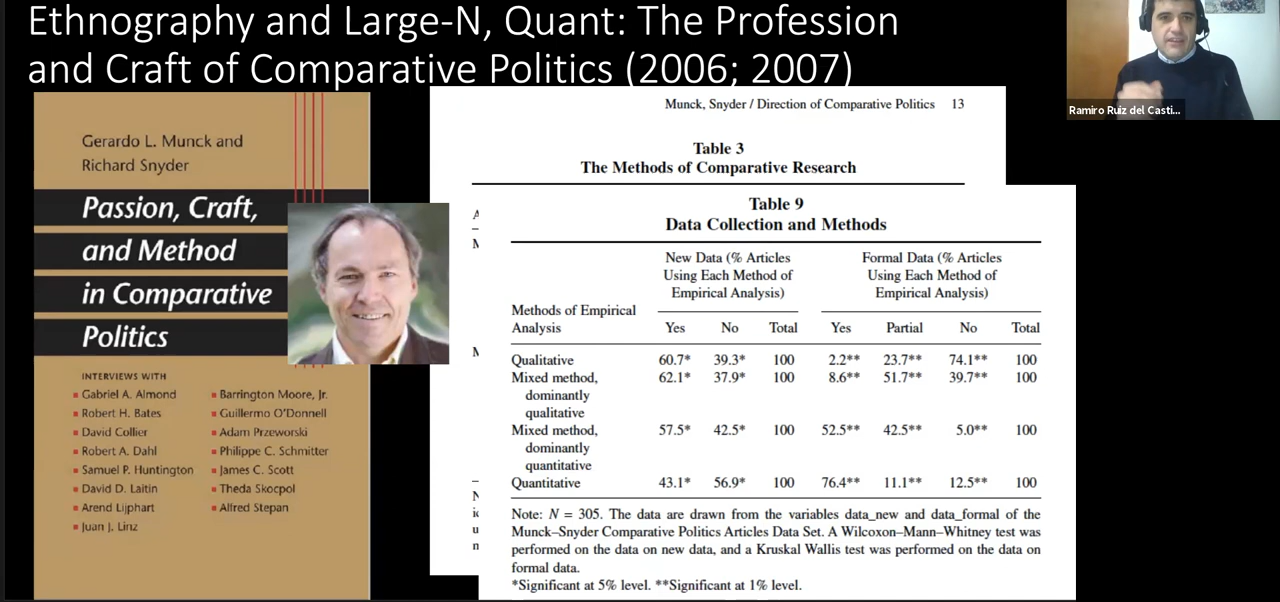 Ethnography and Large-N, Quant: The Profession
and Craft of Comparative Politics (2006; 2007)
Ramiro Ruiz del Casti...
Gerardo L. Munck and
Richard Snyder
Passion, Craft,
and Method
in Comparative
Politics
INTERVIEWS WITH
Gabriel A. Almond
Robert H. Bates
David Collier
Robert A. Dahl
Samuel P. Huntington
David D. Laitin
Arend Lijphart
Juan J. Linz
Barrington Moore, Jr.
Guillermo O'Donnell
Adam Przeworski
Philippe C. Schmitter
James C. Scott
Theda Skocpol
Alfred Stepan
Munck, Snyder / Direction of Comparative Politics 13
Table 3
The Methods of Comparative Research
Table 9
Data Collection and Methods
New Data (% Articles Using Each Method of Empirical Analysis)
Formal Data (% Articles Using Each Method of Empirical Analysis)
Methods of Empirical
Analysis Yes No Total Yes Partial No Total
Qualitative 60.7* 39.3* 100 2.2** 23.7** 74.1** 100
Mixed method, 62.1* 37.9* 100 8.6** 51.7** 39.7** 100
dominantly
qualitative
Mixed method, 57.5* 42.5* 100 52.5** 42.5** 5.0** 100
dominantly
quantitative
Quantitative 43.1* 56.9* 100 76.4** 11.1** 12.5** 100
Note: N = 305. The data are drawn from the variables data_new and data_formal of the
Munck–Snyder Comparative Politics Articles Data Set. A Wilcoxon–Mann–Whitney test was
performed on the data on new data, and a Kruskal Wallis test was performed on the data on
formal data.
*Significant at 5% level. **Significant at 1% level.